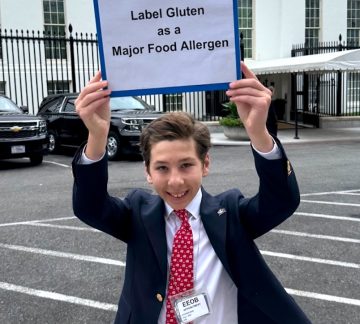 Label Gluten
as a
Major Food Allergen
EEOB